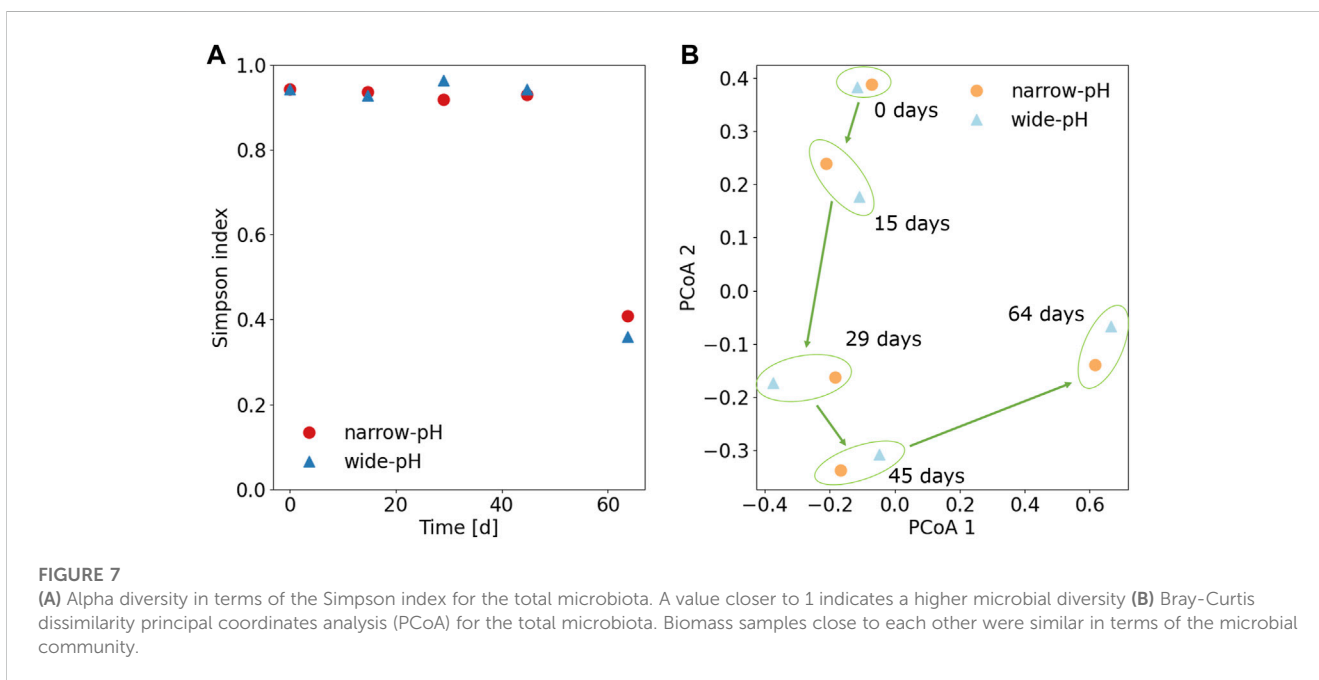 A
B
1.0
0.8
0.6
0.4
0.2
0.0
Simpson index
narrow-pH
wide-pH
0
20
40
60
Time [d]
0.4
0.3
0.2
0.1
0.0
−0.1
−0.2
−0.3
PCoA 2
narrow-pH
wide-pH
0 days
15 days
29 days
64 days
45 days
−0.4
−0.2
0.0
0.2
0.4
0.6
PCoA 1
FIGURE 7
(A) Alpha diversity in terms of the Simpson index for the total microbiota. A value closer to 1 indicates a higher microbial diversity (B) Bray-Curtis
dissimilarity principal coordinates analysis (PCoA) for the total microbiota. Biomass samples close to each other were similar in terms of the microbial
community.